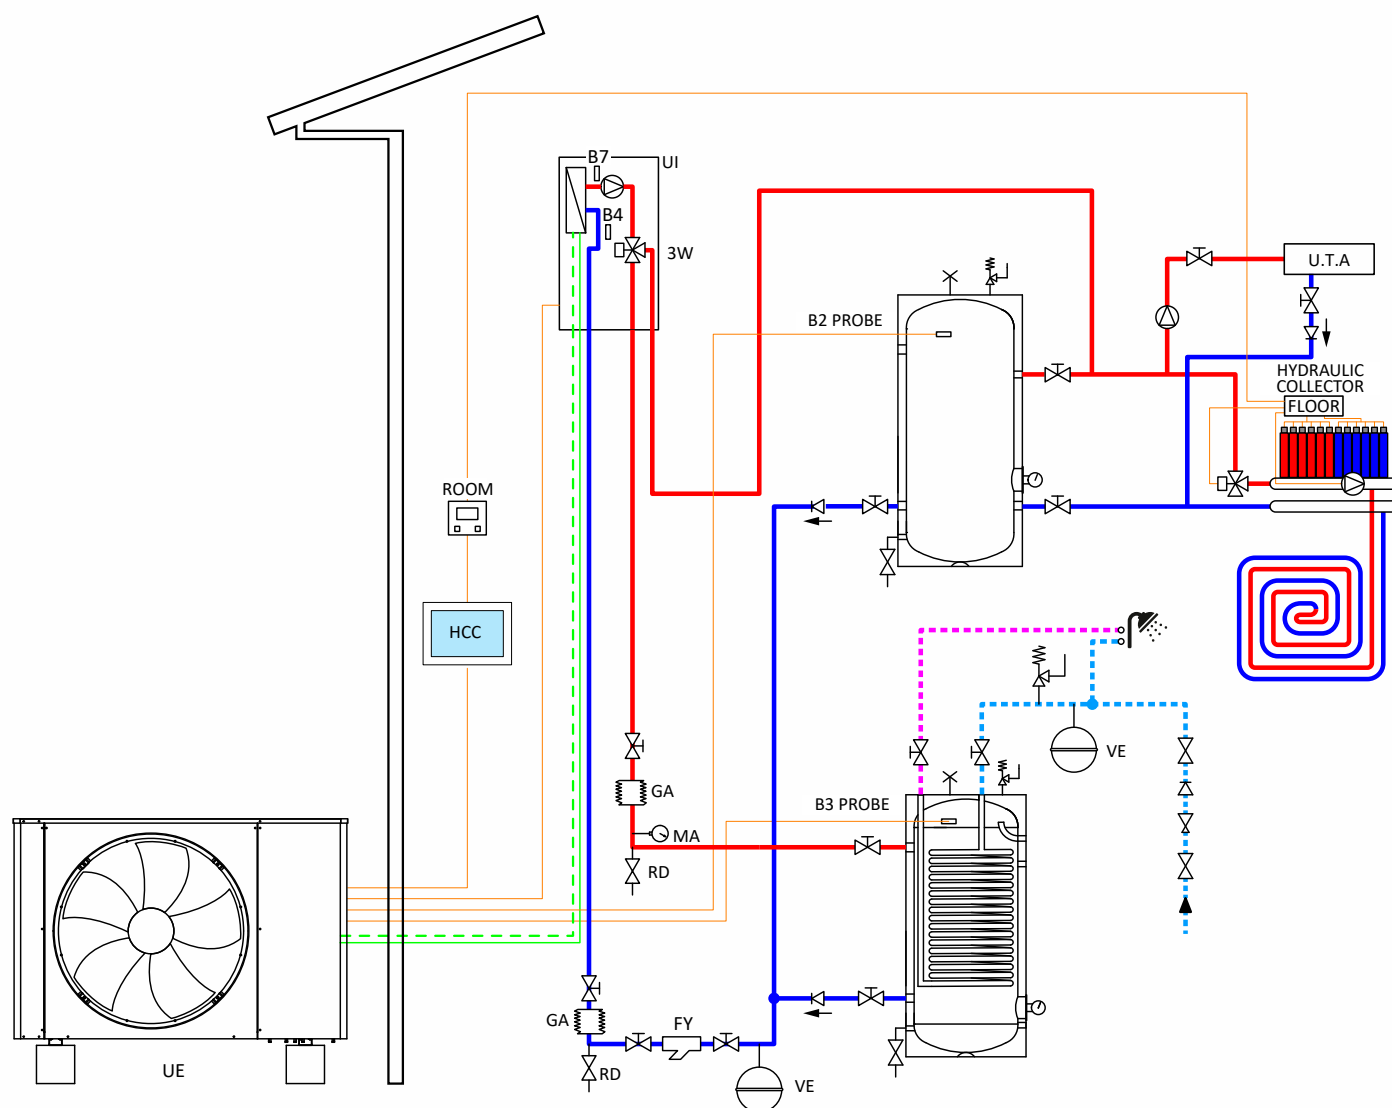 B7
UI
B4
3W
U.T.A
B2 PROBE
HYDRAULIC
COLLECTOR
FLOOR
ROOM
HCC
VE
GA
B3 PROBE
MA
RD
GA
FY
RD
UE
VE